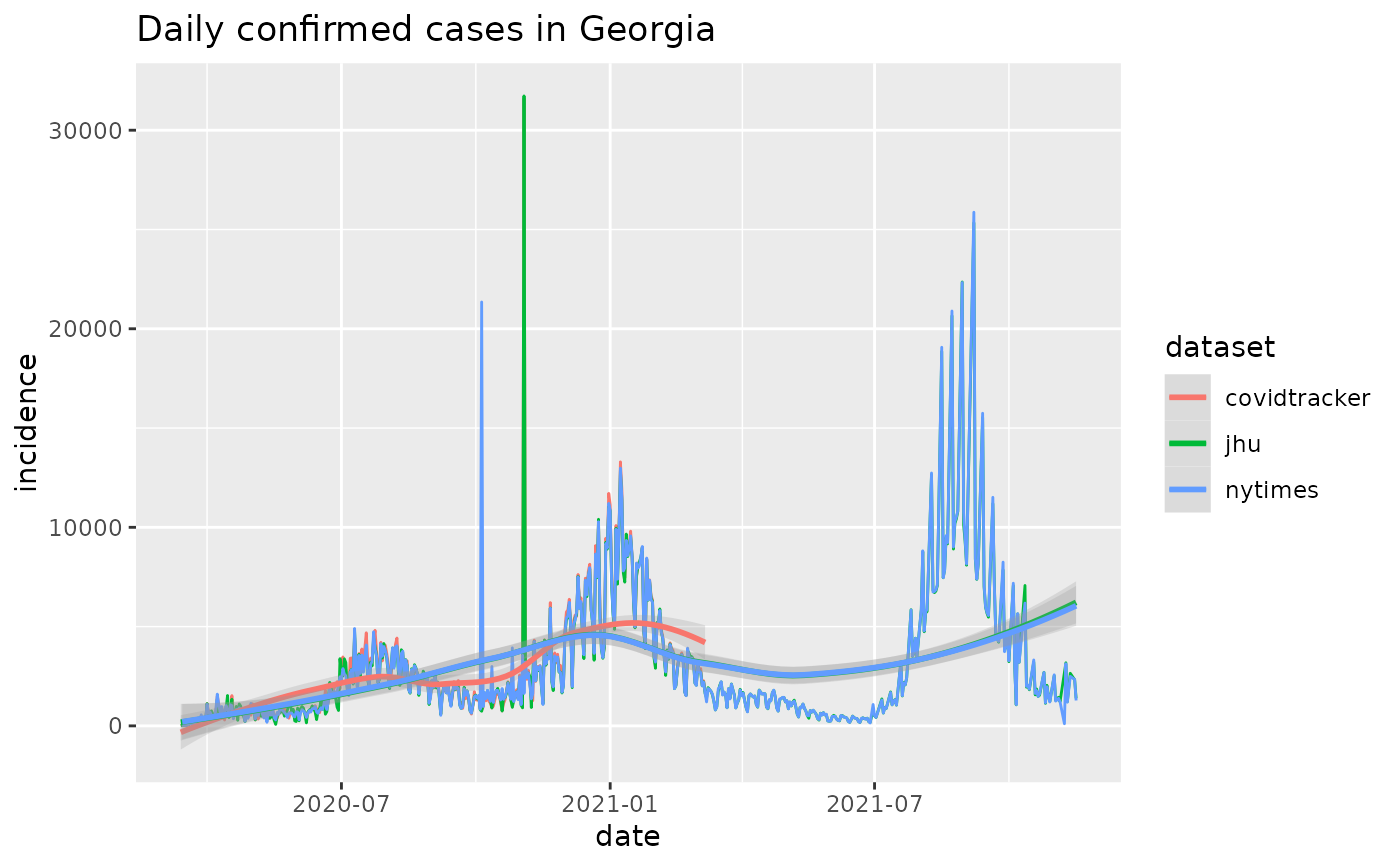 Daily confirmed cases in Georgia
incidence
30000
20000
10000
0
2020-07
2021-01
2021-07
date
dataset
covidtracker
jhu
nytimes